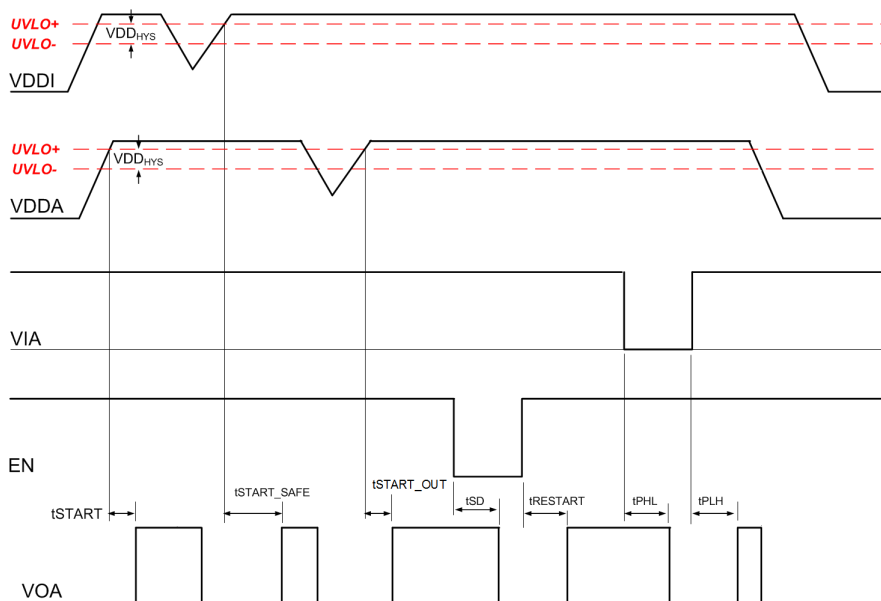 UVLO+
VDDHYS
UVLO-
VDDI
UVLO+
VDDHYS
UVLO-
VDDA
VIA
EN
tSTART
tSTART_SAFE
tSTART_OUT
tSD
tRESTART
tPHL
tPLH
VOA